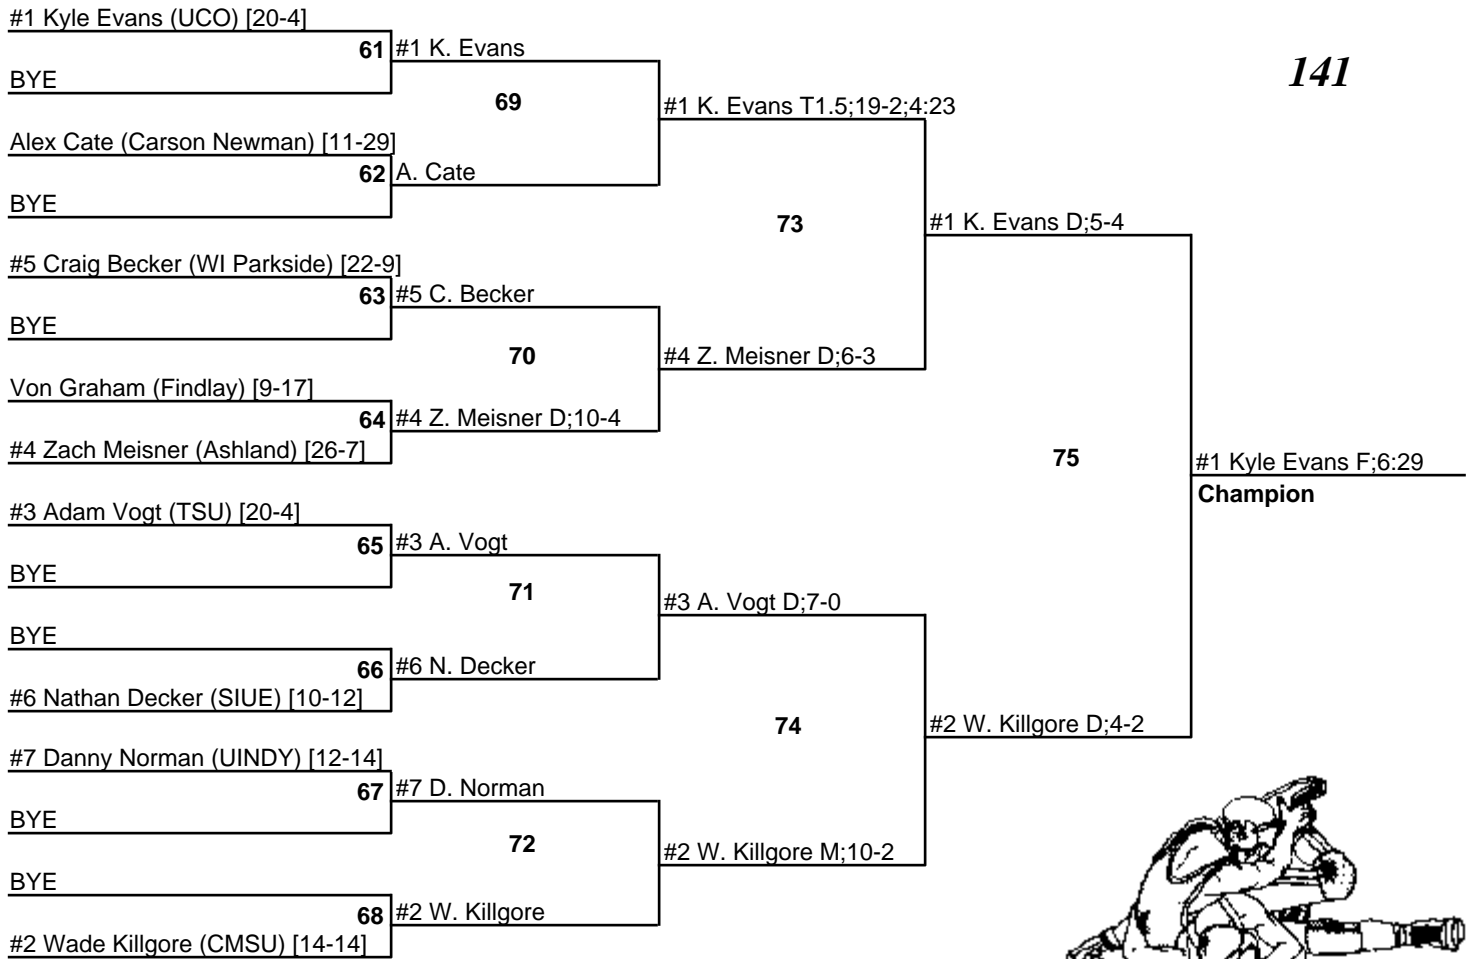 #1 Kyle Evans (UCO) [20-4]
61
#1 K. Evans
BYE
141
69
#1 K. Evans T1.5;19-2;4:23
Alex Cate (Carson Newman) [11-29]
62
A. Cate
BYE
73
#1 K. Evans D;5-4
#5 Craig Becker (WI Parkside) [22-9]
63
#5 C. Becker
BYE
70
#4 Z. Meisner D;6-3
Von Graham (Findlay) [9-17]
64
#4 Z. Meisner D;10-4
#4 Zach Meisner (Ashland) [26-7]
75
#1 Kyle Evans F;6:29
Champion
#3 Adam Vogt (TSU) [20-4]
65
#3 A. Vogt
BYE
71
#3 A. Vogt D;7-0
BYE
66
#6 N. Decker
#6 Nathan Decker (SIUE) [10-12]
74
#2 W. Killgore D;4-2
#7 Danny Norman (UINDY) [12-14]
67
#7 D. Norman
BYE
72
#2 W. Killgore M;10-2
BYE
68
#2 W. Killgore
#2 Wade Killgore (CMSU) [14-14]